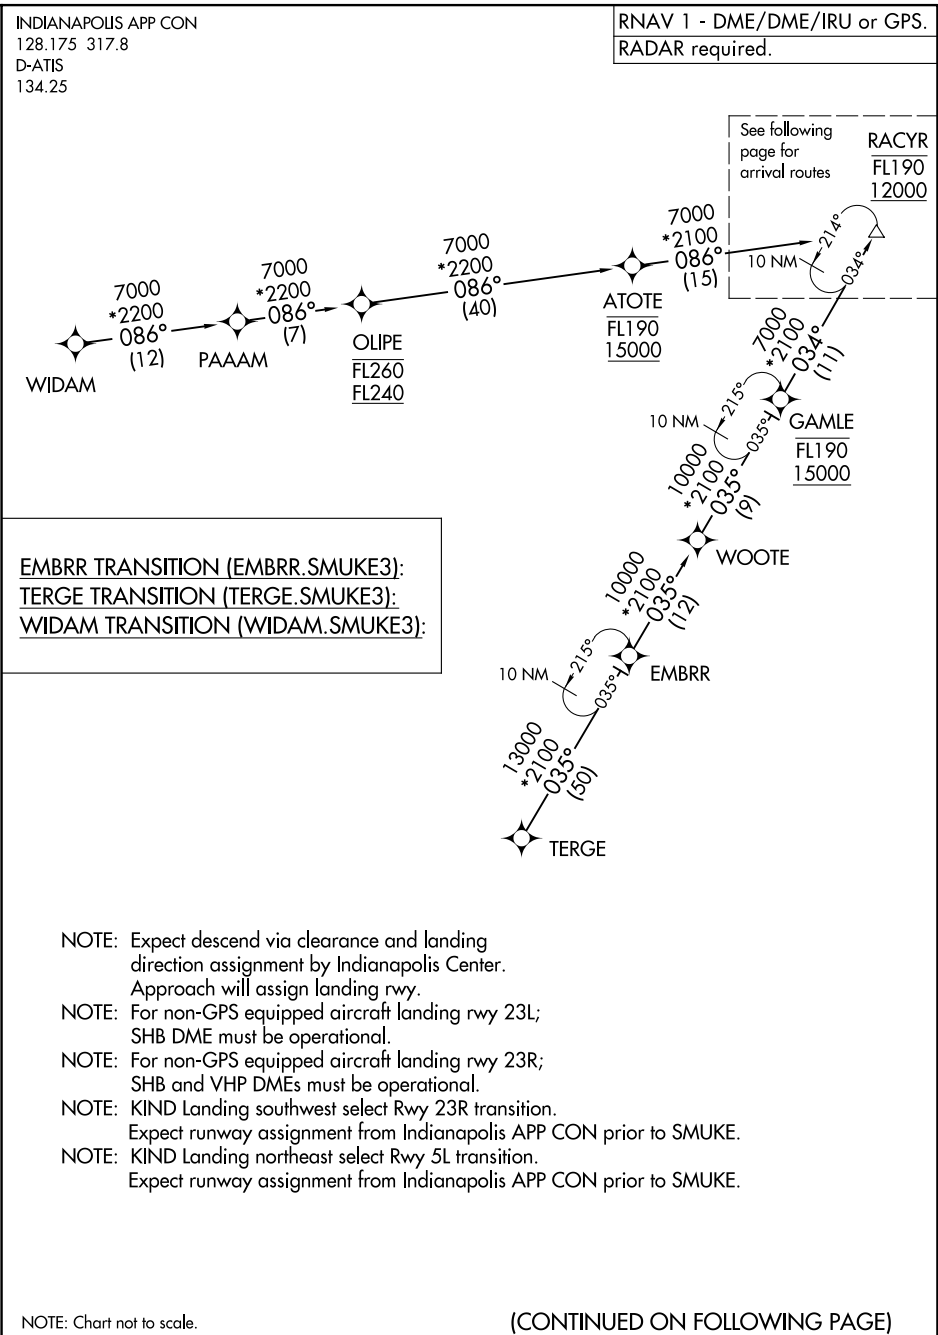 INDIANAPOLIS APP CON
128.175 317.8
D-ATIS
134.25
RNAV 1 - DME/DME/IRU or GPS.
RADAR required.
See following
page for
arrival routes
RACYR
FL190
12000
214°
10 NM
034°
7000
*2100
086°
(15)
7000
*2200
086°
(40)
7000
*2200
086°
(7)
7000
*2200
086°
(12)
WIDAM
PAAAM
OLIPE
FL260
FL240
ATOTE
FL190
15000
7000
*2100
034°
(11)
215°
10 NM
035°
GAMLE
FL190
15000
10000
*2100
035°
(9)
WOOTE
10000
*2100
035°
(12)
215°
10 NM
035°
EMBRR
13000
*2100
035°
(50)
TERGE
EMBRR TRANSITION (EMBRR.SMUKE3):
TERGE TRANSITION (TERGE.SMUKE3):
WIDAM TRANSITION (WIDAM.SMUKE3):
NOTE: Expect descend via clearance and landing
direction assignment by Indianapolis Center.
Approach will assign landing rwy.
NOTE: For non-GPS equipped aircraft landing rwy 23L;
SHB DME must be operational.
NOTE: For non-GPS equipped aircraft landing rwy 23R;
SHB and VHP DMEs must be operational.
NOTE: KIND Landing southwest select Rwy 23R transition.
Expect runway assignment from Indianapolis APP CON prior to SMUKE.
NOTE: KIND Landing northeast select Rwy 5L transition.
Expect runway assignment from Indianapolis APP CON prior to SMUKE.
NOTE: Chart not to scale.
(CONTINUED ON FOLLOWING PAGE)